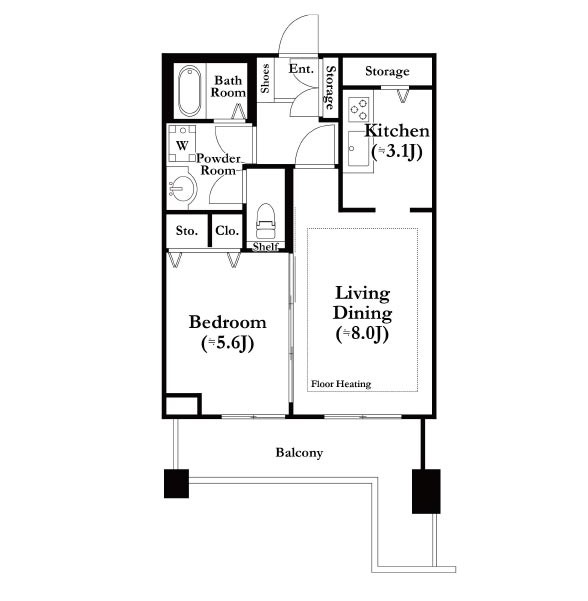 Shoes
Ent.
Storage
Storage
Bath
Room
Kitchen
(≒3.1J)
W
Powder
Room
Sto.
Clo.
Shelf
Living
Dining
(≒8.0J)
Bedroom
(≒5.6J)
Floor Heating
Balcony